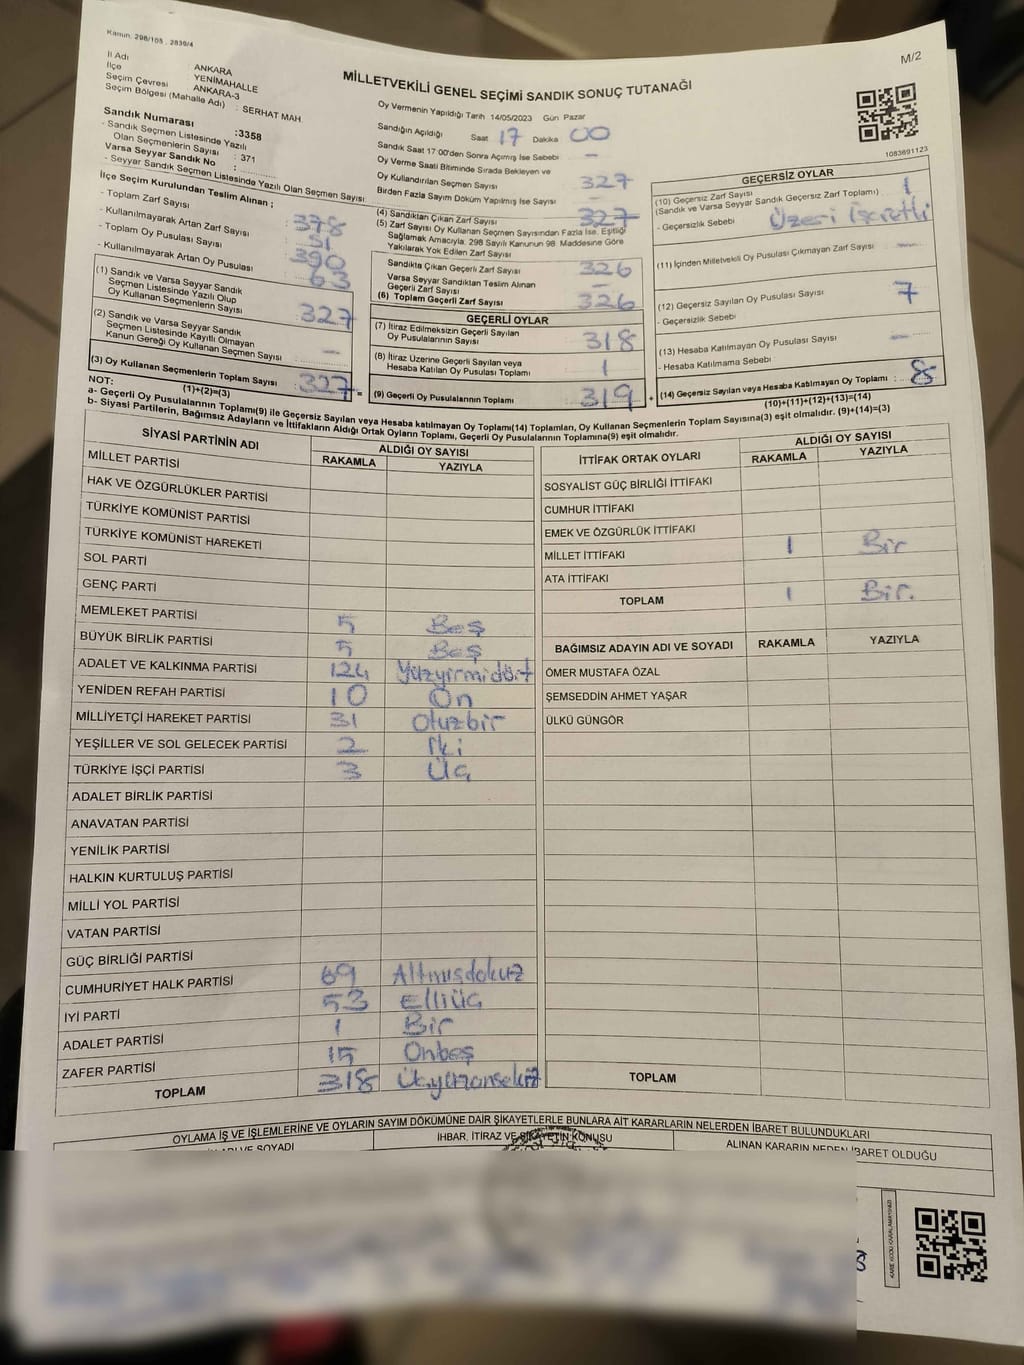 Kanun: 298/105 , 2839/4
M/2
İl Adı : ANKARA
İlçe : YENİMAHALLE
Seçim Çevresi : ANKARA-3
Seçim Bölgesi (Mahalle Adı) : SERHAT MAH.
Sandık Numarası :3358
- Sandık Seçmen Listesinde Yazılı
Olan Seçmenlerin Sayısı : 371
Varsa Seyyar Sandık No :
- Seyyar Sandık Seçmen Listesinde Yazılı Olan Seçmen Sayısı:
İlçe Seçim Kurulundan Teslim Alınan ;
- Toplam Zarf Sayısı : 378
- Kullanılmayarak Artan Zarf Sayısı : 51
- Toplam Oy Pusulası Sayısı : 390
- Kullanılmayarak Artan Oy Pusulası : 63
(1) Sandık ve Varsa Seyyar Sandık
Seçmen Listesinde Yazılı Olup
Oy Kullanan Seçmenlerin Sayısı : 327
(2) Sandık ve Varsa Seyyar Sandık
Seçmen Listesinde Kayıtlı Olmayan
Kanun Gereği Oy Kullanan Seçmen Sayısı : -
(3) Oy Kullanan Seçmenlerin Toplam Sayısı : 327 =
(1)+(2)=(3)
MİLLETVEKİLİ GENEL SEÇİMİ SANDIK SONUÇ TUTANAĞI
Oy Vermenin Yapıldığı Tarih 14/05/2023 Gün Pazar
Sandığın Açıldığı Saat 17 Dakika 00
Sandık Saat 17:00'den Sonra Açımış İse Sebebi -
Oy Verme Saati Bitiminde Sırada Bekleyen ve
Oy Kullandırılan Seçmen Sayısı 327
Birden Fazla Sayım Döküm Yapılmış İse Sayısı -
(4) Sandıktan Çıkan Zarf Sayısı 327
(5) Zarf Sayısı Oy Kullanan Seçmen Sayısından Fazla İse, Eşitliği
Sağlamak Amacıyla, 298 Sayılı Kanunun 98. Maddesine Göre
Yakılarak Yok Edilen Zarf Sayısı
Sandıkta Çıkan Geçerli Zarf Sayısı 326
Varsa Seyyar Sandıktan Teslim Alınan
Geçerli Zarf Sayısı -
(6) Toplam Geçerli Zarf Sayısı 326
GEÇERLİ OYLAR
(7) İtiraz Edilmeksizin Geçerli Sayılan
Oy Pusulalarının Sayısı 318
(8) İtiraz Üzerine Geçerli Sayılan veya
Hesaba Katılan Oy Pusulası Toplamı 1
(9) Geçerli Oy Pusulalarının Toplamı 319 +
1083691123
GEÇERSİZ OYLAR
(10) Geçersiz Zarf Sayısı 1
(Sandık ve Varsa Seyyar Sandık Geçersiz Zarf Toplamı)
- Geçersizlik Sebebi Üzeri İşaretli
(11) İçinden Milletvekili Oy Pusulası Çıkmayan Zarf Sayısı -
(12) Geçersiz Sayılan Oy Pusulası Sayısı 7
- Geçersizlik Sebebi
(13) Hesaba Katılmayan Oy Pusulası Sayısı -
- Hesaba Katılmama Sebebi
(14) Geçersiz Sayılan veya Hesaba Katılmayan Oy Toplamı : 8
(10)+(11)+(12)+(13)=(14)
NOT:
a- Geçerli Oy Pusulalarının Toplamı(9) ile Geçersiz Sayılan veya Hesaba katılmayan Oy Toplamı(14) Toplamları, Oy Kullanan Seçmenlerin Toplam Sayısına(3) eşit olmalıdır. (9)+(14)=(3)
b- Siyasi Partilerin, Bağımsız Adayların ve İttifakların Aldığı Ortak Oyların Toplamı, Geçerli Oy Pusulalarının Toplamına(9) eşit olmalıdır.
SİYASİ PARTİNİN ADI ALDIĞI OY SAYISI
RAKAMLA YAZIYLA
MİLLET PARTİSİ
HAK VE ÖZGÜRLÜKLER PARTİSİ
TÜRKİYE KOMÜNİST PARTİSİ
TÜRKİYE KOMÜNİST HAREKETİ
SOL PARTİ
GENÇ PARTİ
MEMLEKET PARTİSİ 5 Beş
BÜYÜK BİRLİK PARTİSİ 5 Beş
ADALET VE KALKINMA PARTİSİ 124 Yüzyirmidört
YENİDEN REFAH PARTİSİ 10 On
MİLLİYETÇİ HAREKET PARTİSİ 31 Otuzbir
YEŞİLLER VE SOL GELECEK PARTİSİ 2 İki
TÜRKİYE İŞÇİ PARTİSİ 3 Üç
ADALET BİRLİK PARTİSİ
ANAVATAN PARTİSİ
YENİLİK PARTİSİ
HALKIN KURTULUŞ PARTİSİ
MİLLİ YOL PARTİSİ
VATAN PARTİSİ
GÜÇ BİRLİĞİ PARTİSİ
CUMHURİYET HALK PARTİSİ 69 Altmışdokuz
İYİ PARTİ 53 Elliüç
ADALET PARTİSİ 1 Bir
ZAFER PARTİSİ 15 Onbeş
TOPLAM 318 Üçyüzonsekiz
İTTİFAK ORTAK OYLARI ALDIĞI OY SAYISI
RAKAMLA YAZIYLA
SOSYALİST GÜÇ BİRLİĞİ İTTİFAKI
CUMHUR İTTİFAKI
EMEK VE ÖZGÜRLÜK İTTİFAKI
MİLLET İTTİFAKI 1 Bir
ATA İTTİFAKI
TOPLAM 1 Bir.
BAĞIMSIZ ADAYIN ADI VE SOYADI RAKAMLA YAZIYLA
ÖMER MUSTAFA ÖZAL
ŞEMSEDDİN AHMET YAŞAR
ÜLKÜ GÜNGÖR
TOPLAM
OYLAMA İŞ VE İŞLEMLERİNE VE OYLARIN SAYIM DÖKÜMÜNE DAİR ŞİKAYETLERLE BUNLARA AİT KARARLARIN NELERDEN İBARET BULUNDUKLARI
VE SOYADI
İHBAR, İTİRAZ VE ŞİKAYETİN KONUSU
ALINAN KARARIN NEDEN İBARET OLDUĞU
KARE KODU KARALAMAYINIZ!